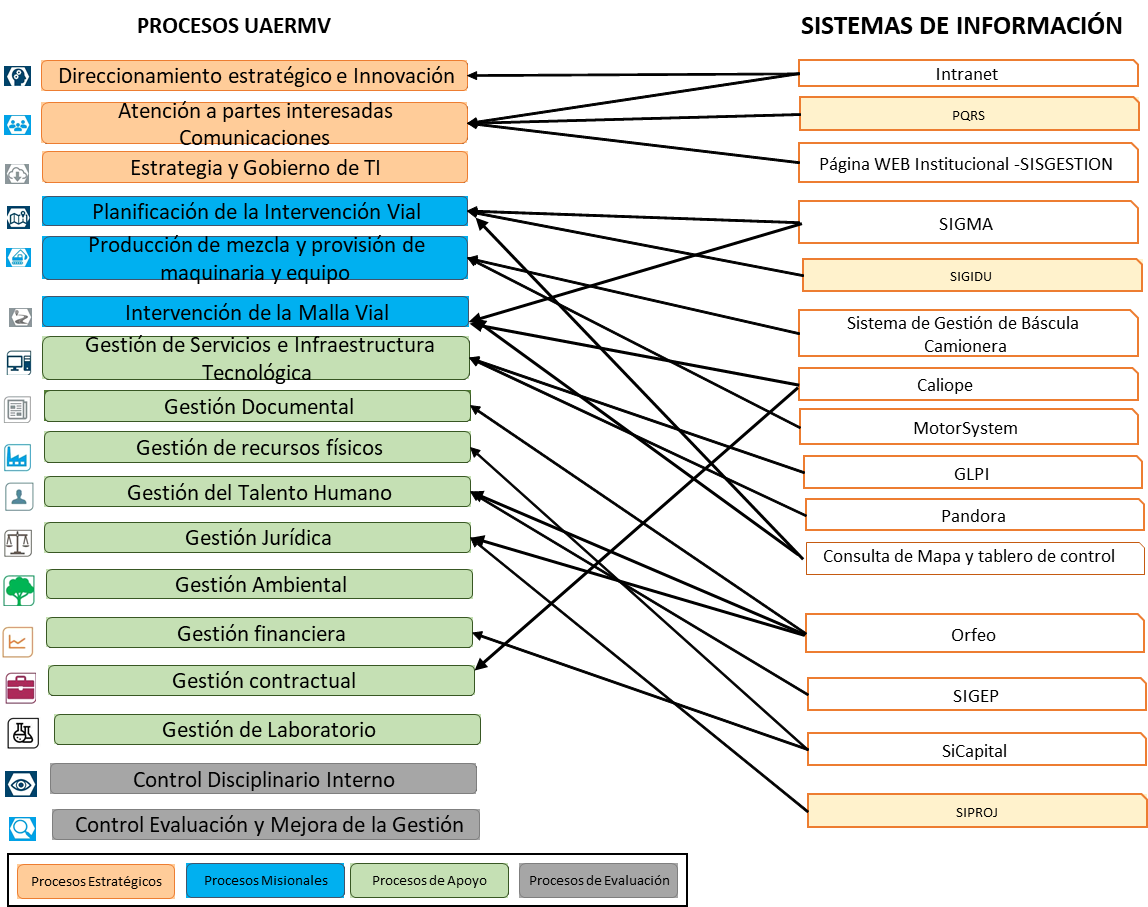 PROCESOS UAERMV
Direccionamiento estratégico e Innovación
Atención a partes interesadas
Comunicaciones
Estrategia y Gobierno de TI
Planificación de la Intervención Vial
Producción de mezcla y provisión de
maquinaria y equipo
Intervención de la Malla Vial
Gestión de Servicios e Infraestructura
Tecnológica
Gestión Documental
Gestión de recursos físicos
Gestión del Talento Humano
Gestión Jurídica
Gestión Ambiental
Gestión financiera
Gestión contractual
Gestión de Laboratorio
Control Disciplinario Interno
Control Evaluación y Mejora de la Gestión
SISTEMAS DE INFORMACIÓN
Intranet
PQRS
Página WEB Institucional -SISGESTION
SIGMA
SIGIDU
Sistema de Gestión de Báscula
Camionera
Caliope
MotorSystem
GLPI
Pandora
Consulta de Mapa y tablero de control
Orfeo
SIGEP
SiCapital
SIPROJ
Procesos Estratégicos
Procesos Misionales
Procesos de Apoyo
Procesos de Evaluación